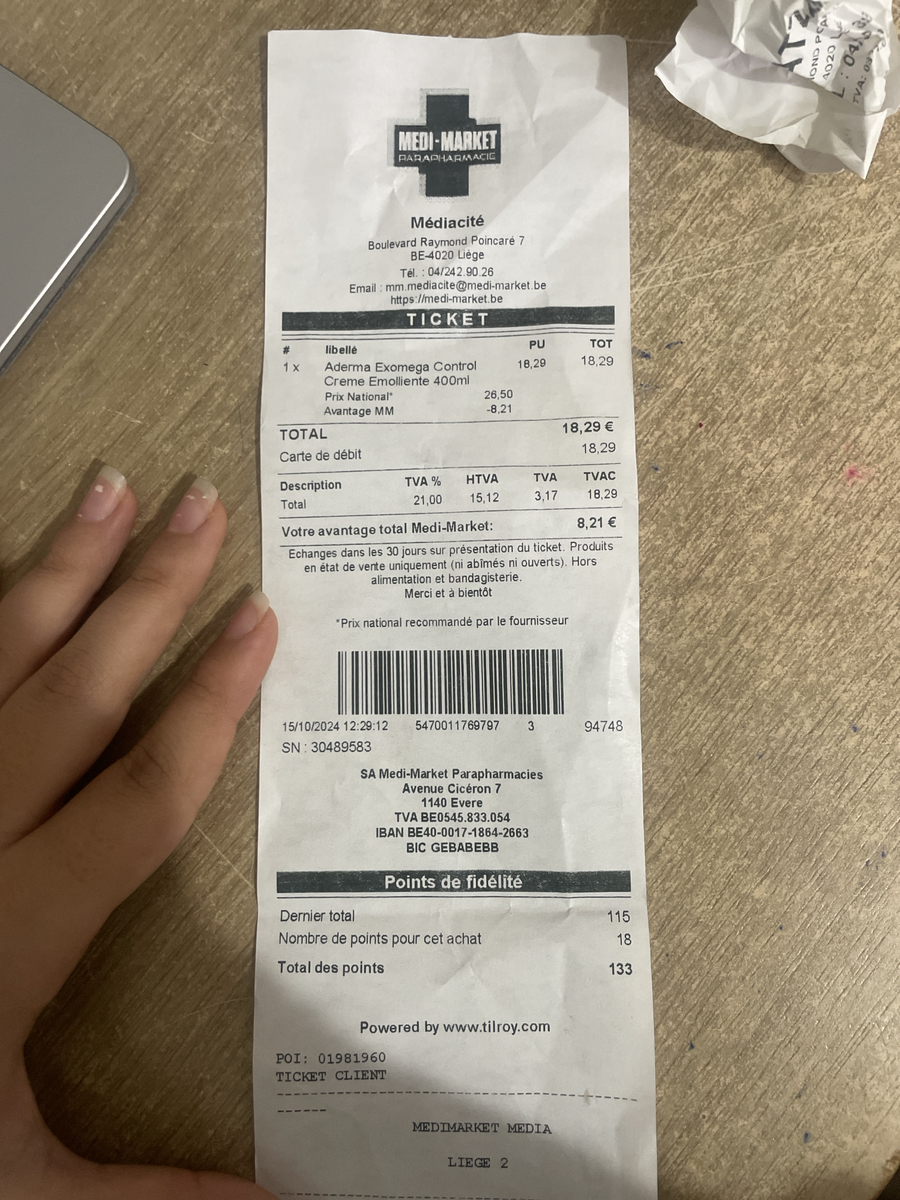 MEDI-MARKET
PARAPHARMACIE
Médiacité
Boulevard Raymond Poincaré 7
BE-4020 Liège
Tél. : 04/242.90.26
Email : mm.mediacite@medi-market.be
https://medi-market.be
TICKET
# libellé PU TOT
1 x Aderma Exomega Control 18,29 18,29
Creme Emolliente 400ml
Prix National* 26,50
Avantage MM -8,21
TOTAL 18,29 €
Carte de débit 18,29
Description TVA % HTVA TVA TVAC
Total 21,00 15,12 3,17 18,29
Votre avantage total Medi-Market: 8,21 €
Echanges dans les 30 jours sur présentation du ticket. Produits
en état de vente uniquement (ni abîmés ni ouverts). Hors
alimentation et bandagisterie.
Merci et à bientôt
*Prix national recommandé par le fournisseur
15/10/2024 12:29:12 5470011769797 3 94748
SN : 30489583
SA Medi-Market Parapharmacies
Avenue Cicéron 7
1140 Evere
TVA BE0545.833.054
IBAN BE40-0017-1864-2663
BIC GEBABEBB
Points de fidélité
Dernier total 115
Nombre de points pour cet achat 18
Total des points 133
Powered by www.tilroy.com
POI: 01981960
TICKET CLIENT
MEDIMARKET MEDIA
LIEGE 2
4020